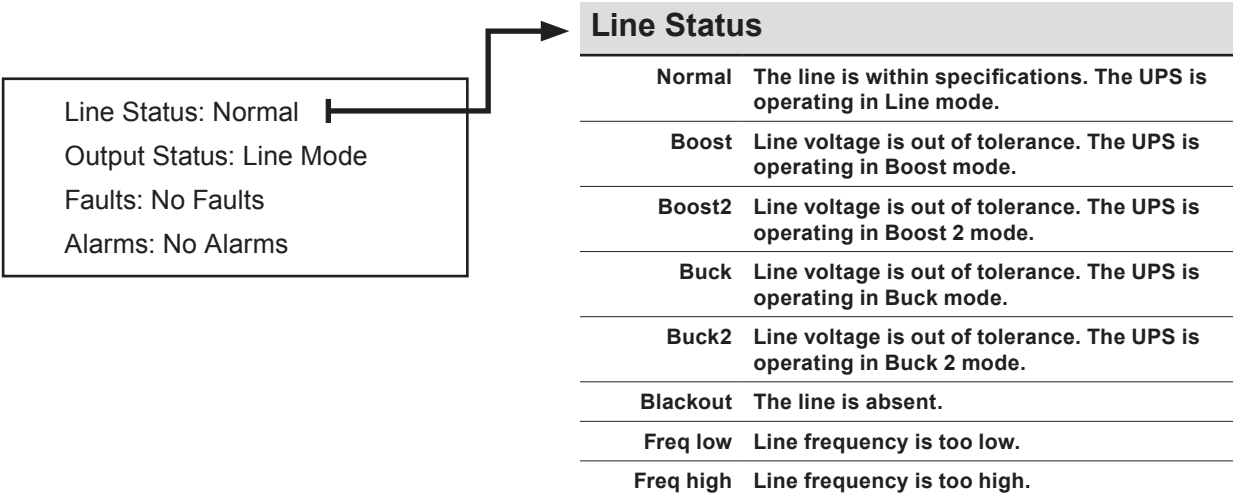 Line Status: Normal
Output Status: Line Mode
Faults: No Faults
Alarms: No Alarms
Line Status
Normal The line is within specifications. The UPS is
operating in Line mode.
Boost Line voltage is out of tolerance. The UPS is
operating in Boost mode.
Boost2 Line voltage is out of tolerance. The UPS is
operating in Boost 2 mode.
Buck Line voltage is out of tolerance. The UPS is
operating in Buck mode.
Buck2 Line voltage is out of tolerance. The UPS is
operating in Buck 2 mode.
Blackout The line is absent.
Freq low Line frequency is too low.
Freq high Line frequency is too high.